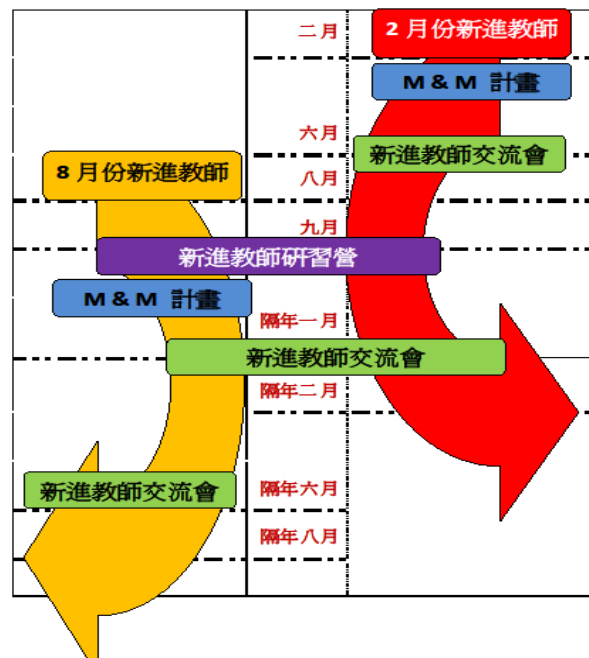 二月
2 月份新進教師
M & M 計畫
六月
新進教師交流會
8 月份新進教師
八月
九月
新進教師研習營
M & M 計畫
隔年一月
新進教師交流會
隔年二月
新進教師交流會
隔年六月
隔年八月